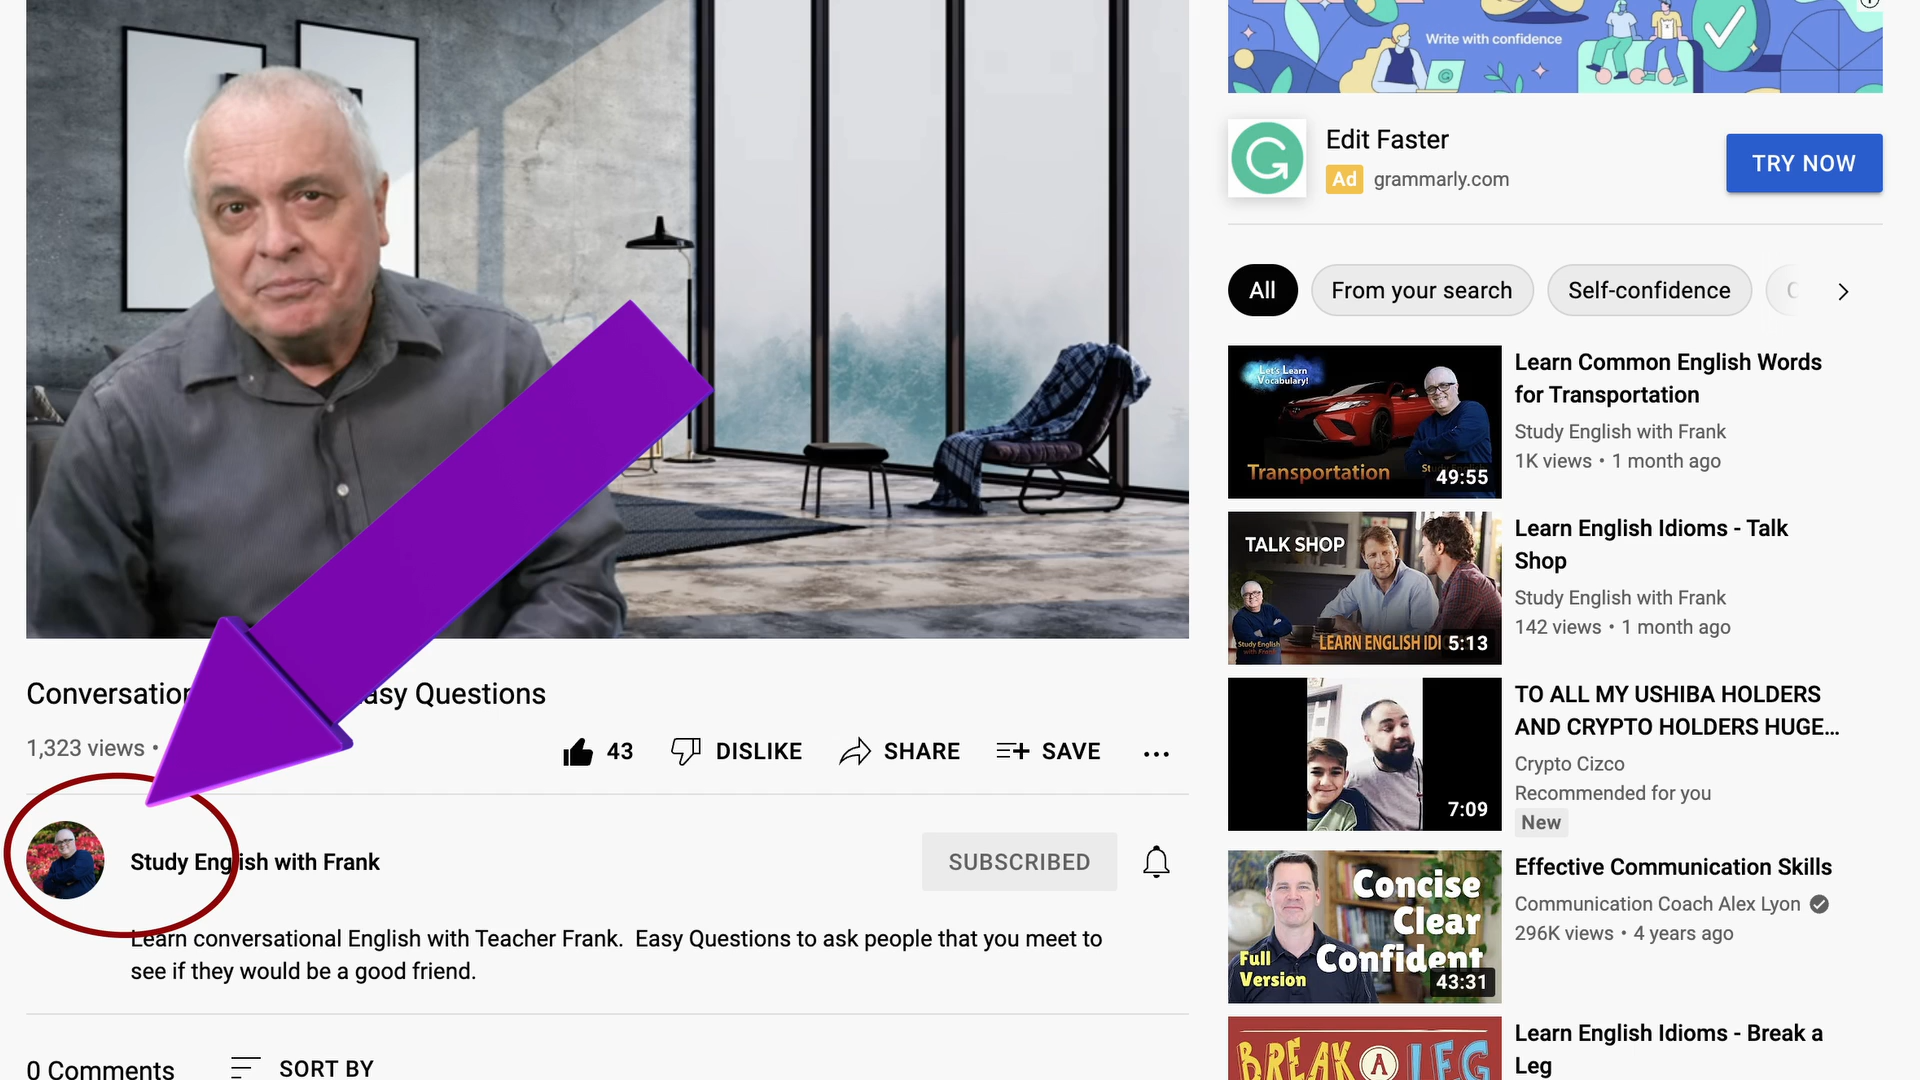 Write with confidence
Edit Faster
Ad grammarly.com
TRY NOW
All
From your search
Self-confidence
Let's Learn
Vocabulary!
Transportation
49:55
Learn Common English Words
for Transportation
Study English with Frank
1K views • 1 month ago
TALK SHOP
Study English
with Frank
LEARN ENGLISH IDI
5:13
Learn English Idioms - Talk
Shop
Study English with Frank
142 views • 1 month ago
7:09
TO ALL MY USHIBA HOLDERS
AND CRYPTO HOLDERS HUGE...
Crypto Cizco
Recommended for you
New
Concise
Clear
Confident
Full
Version
43:31
Effective Communication Skills
Communication Coach Alex Lyon
296K views • 4 years ago
BREAK A LEG
Learn English Idioms - Break a
Leg
Conversation asy Questions
1,323 views •
43
DISLIKE
SHARE
SAVE
Study English with Frank
SUBSCRIBED
Learn conversational English with Teacher Frank. Easy Questions to ask people that you meet to
see if they would be a good friend.
0 Comments
SORT BY